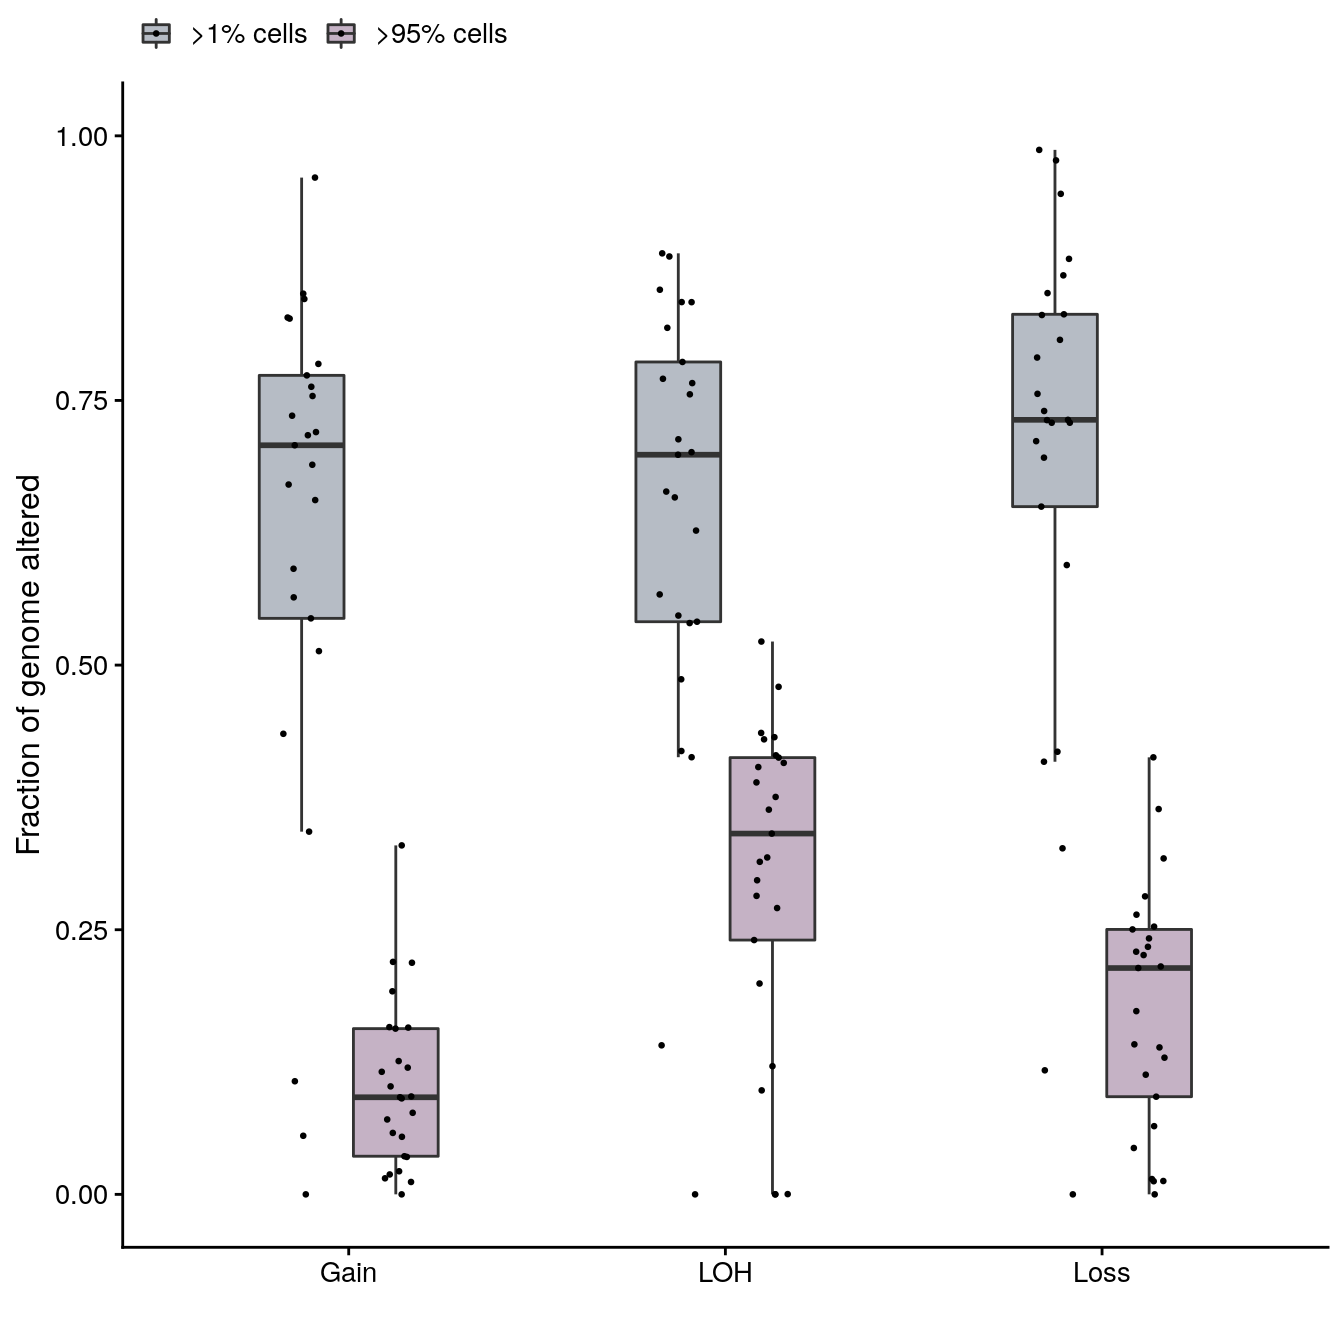 >1% cells >95% cells
Fraction of genome altered
1.00
0.75
0.50
0.25
0.00
Gain LOH Loss